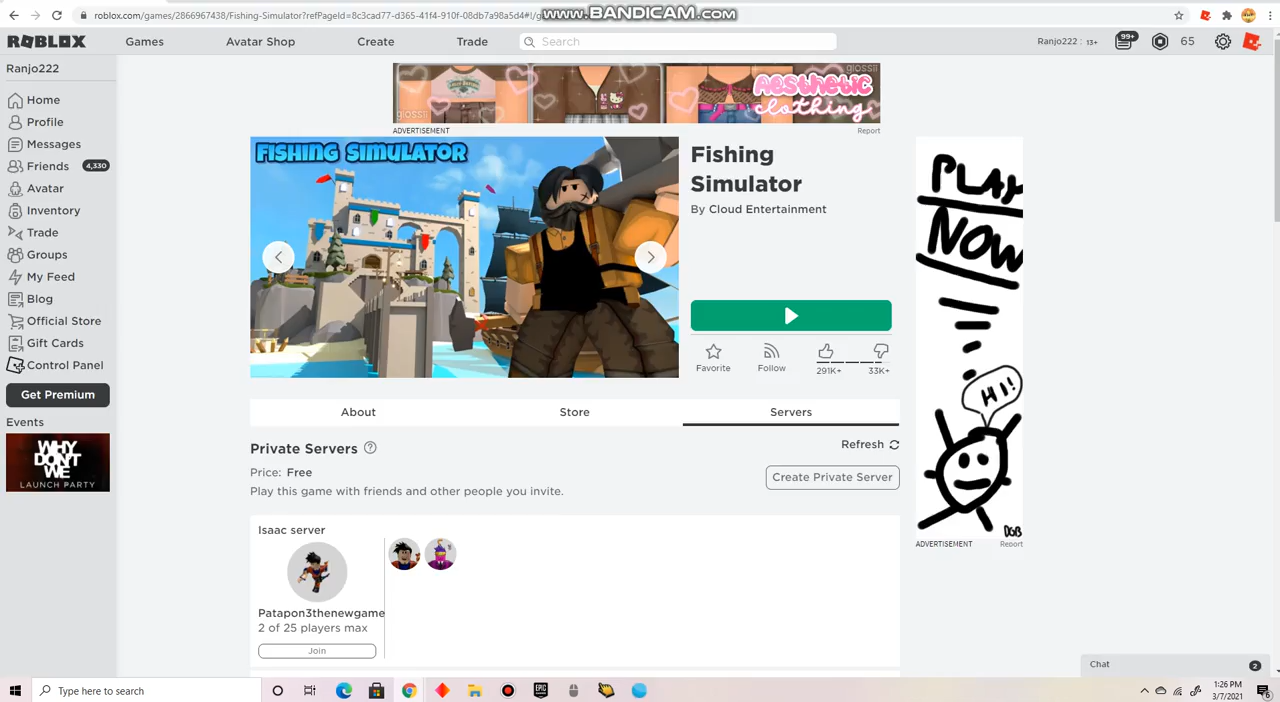 roblox.com/games/2866967438/Fishing-Simulator?refPageId=8c3cad77-d365-41f4-910f-08db7a98a5d4#!/g
WWW.BANDICAM.COM
ROBLOX
Games
Avatar Shop
Create
Trade
Search
Ranjo222 : 13+
99+
65
Ranjo222
Home
Profile
Messages
Friends 4,330
Avatar
Inventory
Trade
Groups
My Feed
Blog
Official Store
Gift Cards
Control Panel
Get Premium
Events
WHY
DON'T
WE
LAUNCH PARTY
glossii
glossii
AESTHETIC
clothing
ADVERTISEMENT
Report
FISHING SIMULATOR
Fishing
Simulator
By Cloud Entertainment
Favorite
Follow
291K+
33K+
About
Store
Servers
Private Servers ?
Refresh
Price: Free
Create Private Server
Play this game with friends and other people you invite.
Isaac server
Patapon3thenewgame
2 of 25 players max
Join
PLAY
NOW
HI!
DGB
ADVERTISEMENT
Report
Chat
2
Type here to search
EPIC
1:26 PM
3/7/2021
6